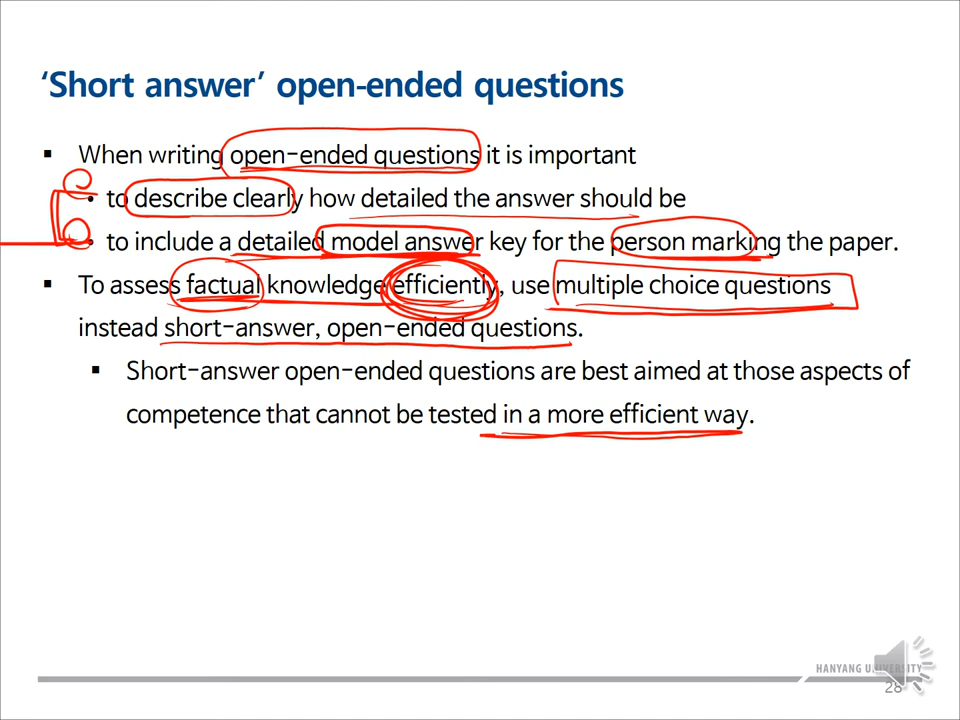 ‘Short answer’ open-ended questions
▪ When writing open-ended questions it is important
• to describe clearly how detailed the answer should be
• to include a detailed model answer key for the person marking the paper.
▪ To assess factual knowledge efficiently, use multiple choice questions
instead short-answer, open-ended questions.
▪ Short-answer open-ended questions are best aimed at those aspects of
competence that cannot be tested in a more efficient way.
HANYANG UNIVERSITY
28